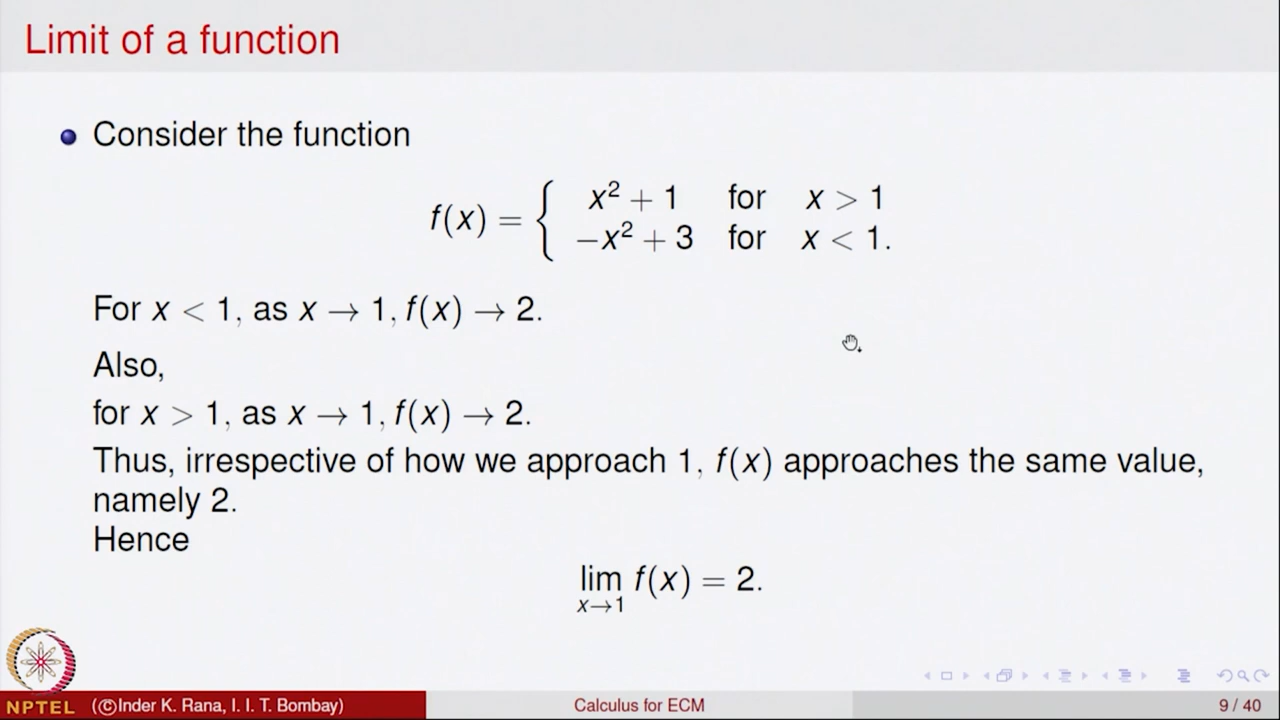 Limit of a function
Consider the function
f(x) = { x² + 1 for x > 1
−x² + 3 for x < 1.
For x < 1, as x → 1, f(x) → 2.
Also,
for x > 1, as x → 1, f(x) → 2.
Thus, irrespective of how we approach 1, f(x) approaches the same value,
namely 2.
Hence
lim f(x) = 2.
x→1
NPTEL (©Inder K. Rana, I. I. T. Bombay) Calculus for ECM 9 / 40